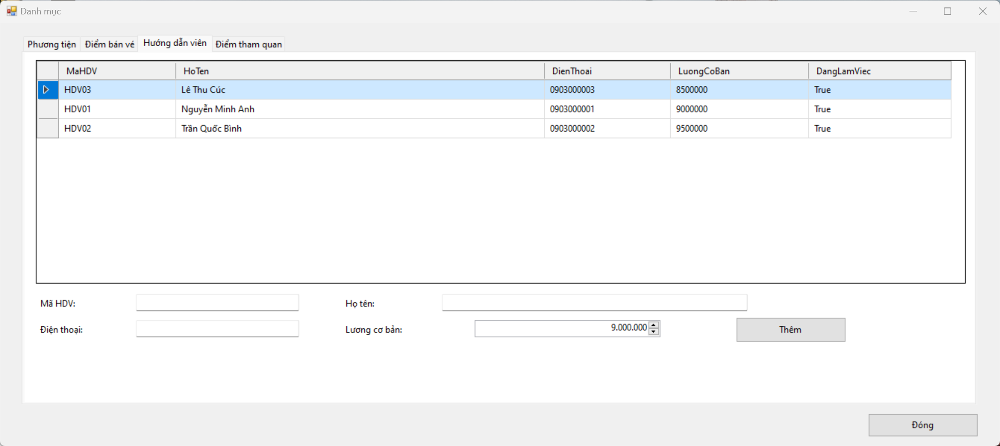 Danh mục
Phương tiện Điểm bán vé Hướng dẫn viên Điểm tham quan
MaHDV HoTen DienThoai LuongCoBan DangLamViec
HDV03 Lê Thu Cúc 0903000003 8500000 True
HDV01 Nguyễn Minh Anh 0903000001 9000000 True
HDV02 Trần Quốc Bình 0903000002 9500000 True
Mã HDV: Họ tên:
Điện thoại: Lương cơ bản: 9.000.000 Thêm
Đóng